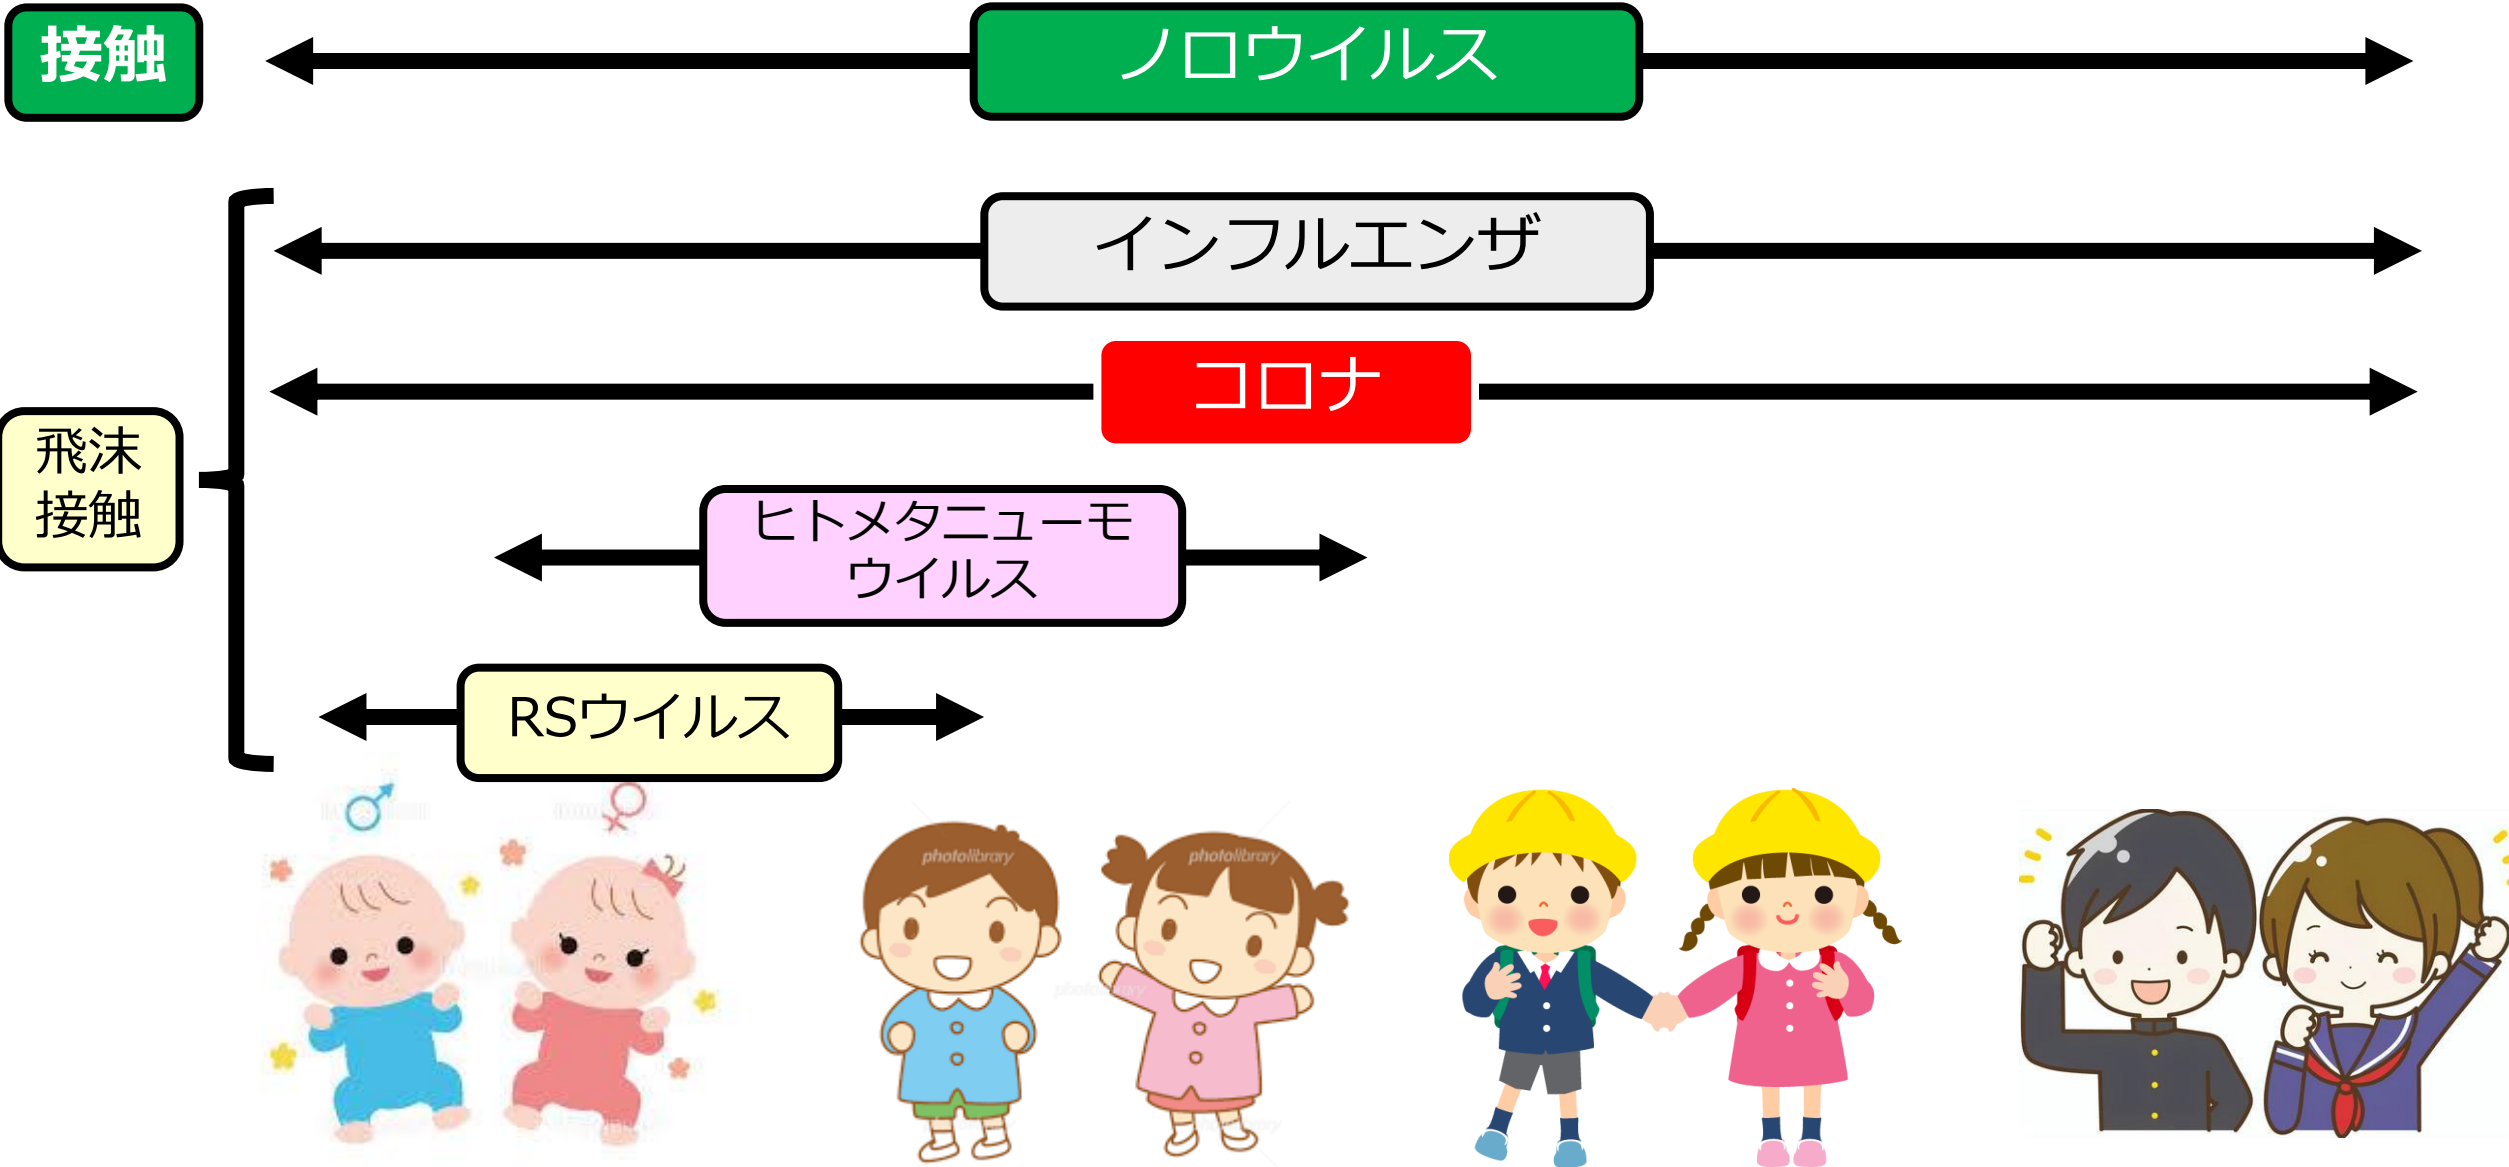 接触
ノロウイルス
インフルエンザ
コロナ
飛沫
接触
ヒトメタニューモ
ウイルス
RSウイルス
photolibrary
photolibrary